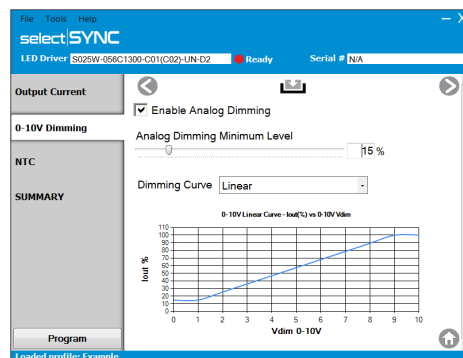 File Tools Help
select SYNC
LED Driver S025W-056C1300-C01(C02)-UN-D2 Ready Serial # N/A
Output Current
Enable Analog Dimming
0-10V Dimming
Analog Dimming Minimum Level
15 %
NTC
Dimming Curve Linear
SUMMARY
0-10V Linear Curve - Iout(%) vs 0-10V Vdim
Iout %
110
100
90
80
70
60
50
40
30
20
10
0
0 1 2 3 4 5 6 7 8 9 10
Vdim 0-10V
Program
Loaded profile: Example